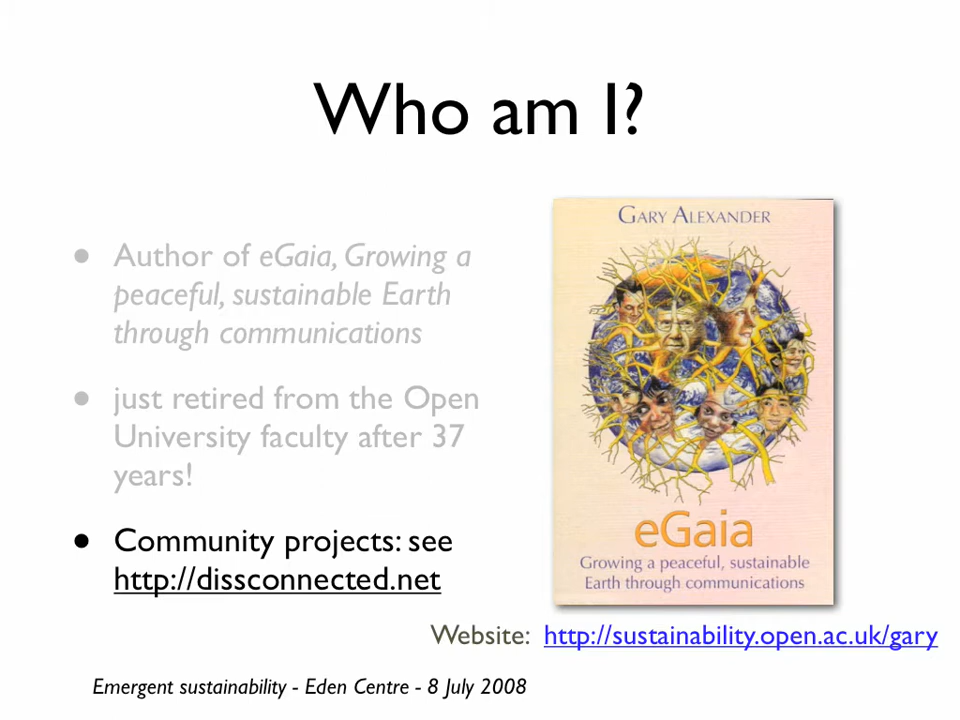 Who am I?
• Author of eGaia, Growing a
peaceful, sustainable Earth
through communications
• just retired from the Open
University faculty after 37
years!
• Community projects: see
http://dissconnected.net
GARY ALEXANDER
eGaia
Growing a peaceful, sustainable
Earth through communications
Website: http://sustainability.open.ac.uk/gary
Emergent sustainability - Eden Centre - 8 July 2008